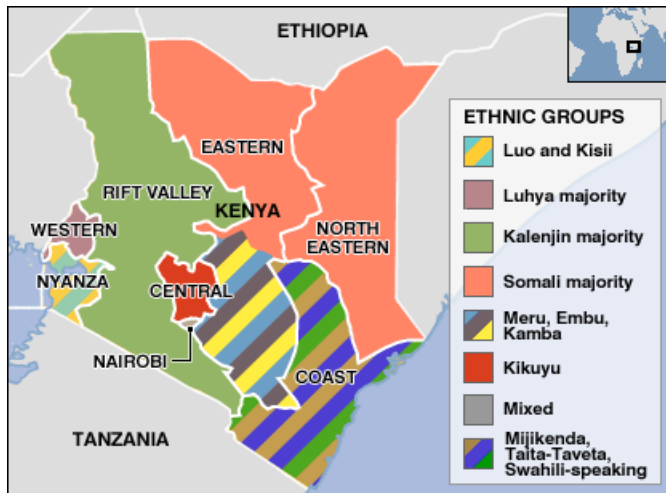 ETHIOPIA
EASTERN
RIFT VALLEY
KENYA
WESTERN
NORTH
EASTERN
NYANZA
CENTRAL
NAIROBI
COAST
TANZANIA
ETHNIC GROUPS
Luo and Kisii
Luhya majority
Kalenjin majority
Somali majority
Meru, Embu,
Kamba
Kikuyu
Mixed
Mijikenda,
Taita-Taveta,
Swahili-speaking